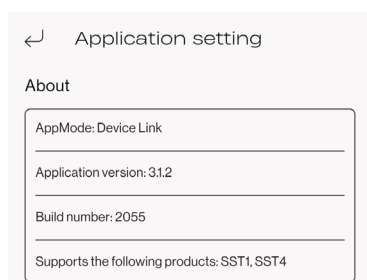 Application setting
About
AppMode: Device Link
Application version: 3.1.2
Build number: 2055
Supports the following products: SST1, SST4